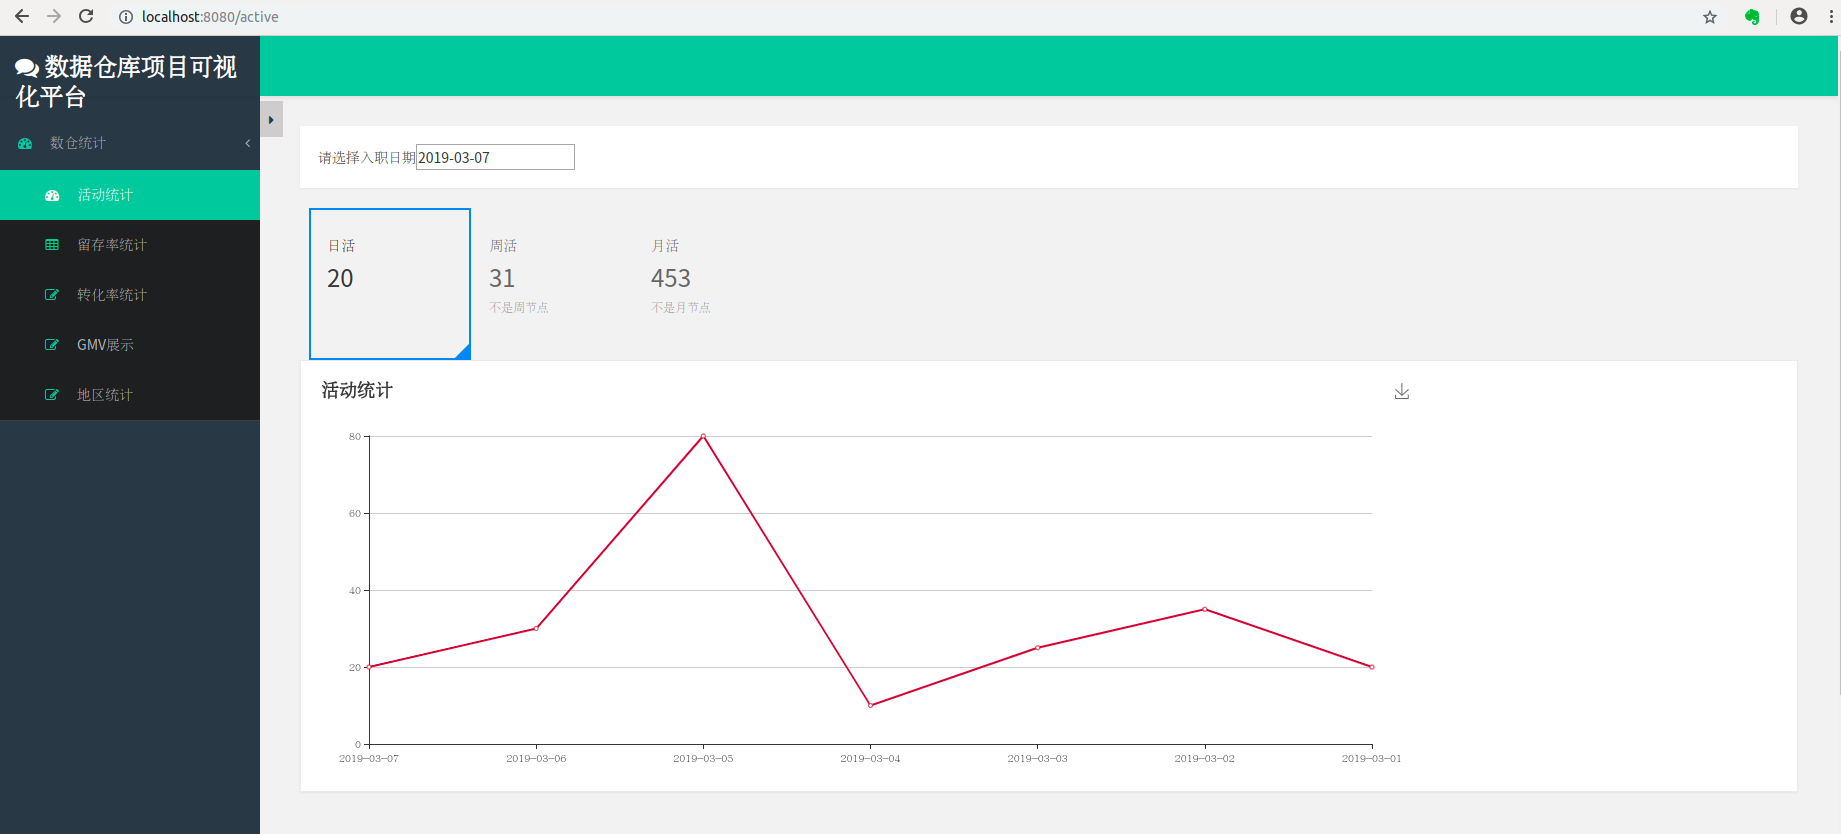 localhost:8080/active
数据仓库项目可视
化平台
数仓统计
活动统计
留存率统计
转化率统计
GMV展示
地区统计
请选择入职日期 2019-03-07
日活 周活 月活
20 31 453
不是周节点 不是月节点
活动统计
80
60
40
20
0
2019-03-07 2019-03-06 2019-03-05 2019-03-04 2019-03-03 2019-03-02 2019-03-01